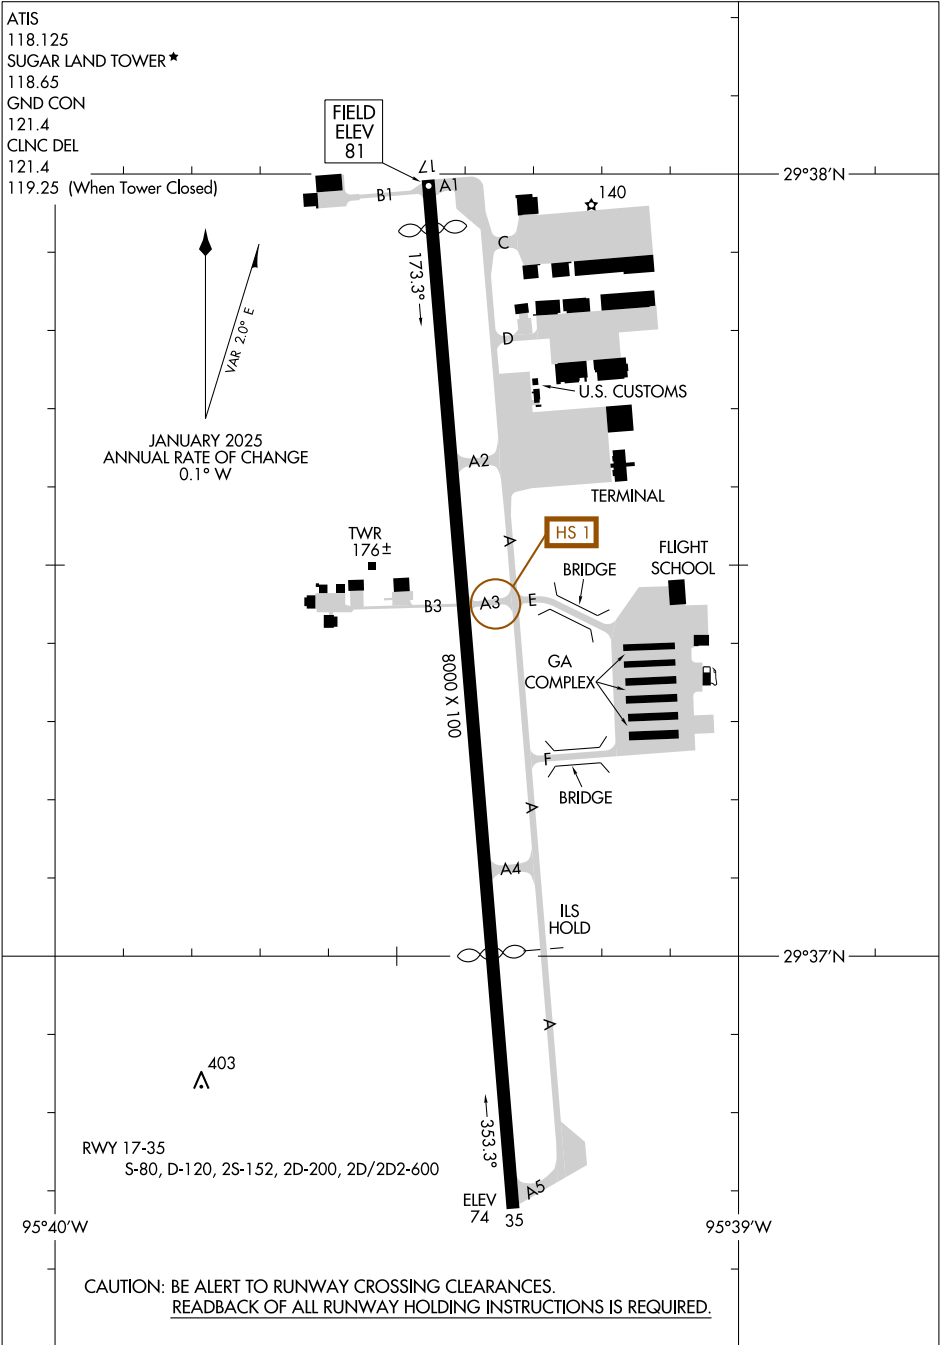 ATIS
118.125
SUGAR LAND TOWER★
118.65
GND CON
121.4
CLNC DEL
121.4
119.25 (When Tower Closed)
FIELD
ELEV
81
17
A1
B1
29°38'N
140
C
173.3°
VAR 2.0° E
D
U.S. CUSTOMS
JANUARY 2025
ANNUAL RATE OF CHANGE
0.1° W
A2
TERMINAL
HS 1
A
TWR
176±
FLIGHT
SCHOOL
BRIDGE
B3
A3
E
8000 X 100
GA
COMPLEX
F
BRIDGE
A
A4
ILS
HOLD
29°37'N
A
403
353.3°
RWY 17-35
S-80, D-120, 2S-152, 2D-200, 2D/2D2-600
A5
ELEV
74
35
95°40'W
95°39'W
CAUTION: BE ALERT TO RUNWAY CROSSING CLEARANCES.
READBACK OF ALL RUNWAY HOLDING INSTRUCTIONS IS REQUIRED.